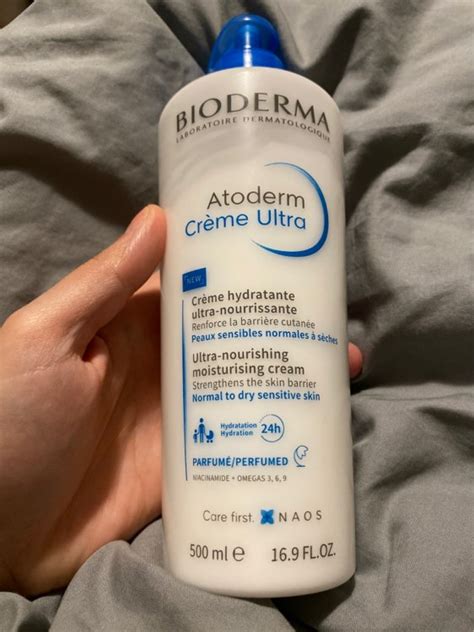 BIODERMA
LABORATOIRE DERMATOLOGIQUE
Atoderm
Crème Ultra
NEW
Crème hydratante
ultra-nourrissante
Renforce la barrière cutanée
Peaux sensibles normales à sèches
Ultra-nourishing
moisturising cream
Strengthens the skin barrier
Normal to dry sensitive skin
Hydratation
Hydration
24h
PARFUMÉ/PERFUMED
NIACINAMIDE + OMEGAS 3, 6, 9
Care first. NAOS
500 ml e 16.9 FL.OZ.